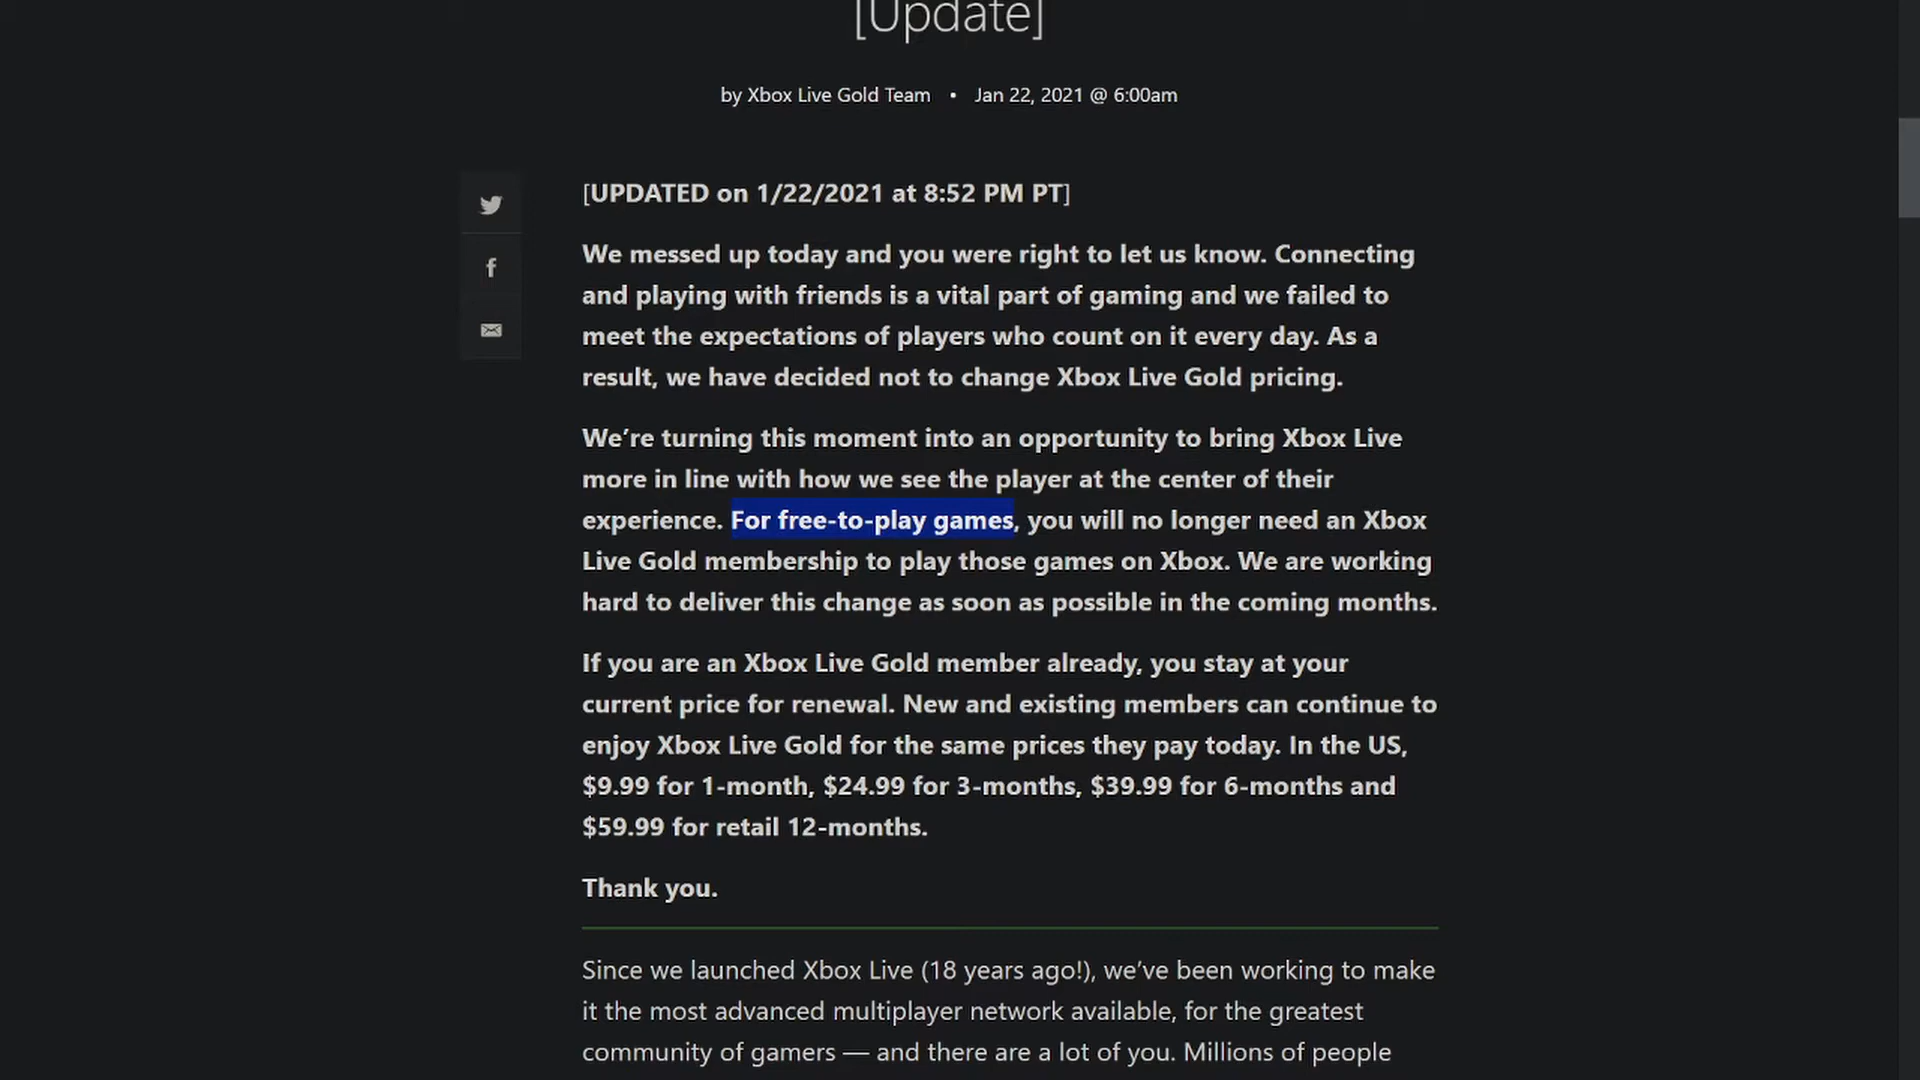 [Update]
by Xbox Live Gold Team • Jan 22, 2021 @ 6:00am
[UPDATED on 1/22/2021 at 8:52 PM PT]
We messed up today and you were right to let us know. Connecting
and playing with friends is a vital part of gaming and we failed to
meet the expectations of players who count on it every day. As a
result, we have decided not to change Xbox Live Gold pricing.
We’re turning this moment into an opportunity to bring Xbox Live
more in line with how we see the player at the center of their
experience. For free-to-play games, you will no longer need an Xbox
Live Gold membership to play those games on Xbox. We are working
hard to deliver this change as soon as possible in the coming months.
If you are an Xbox Live Gold member already, you stay at your
current price for renewal. New and existing members can continue to
enjoy Xbox Live Gold for the same prices they pay today. In the US,
$9.99 for 1-month, $24.99 for 3-months, $39.99 for 6-months and
$59.99 for retail 12-months.
Thank you.
Since we launched Xbox Live (18 years ago!), we’ve been working to make
it the most advanced multiplayer network available, for the greatest
community of gamers — and there are a lot of you. Millions of people